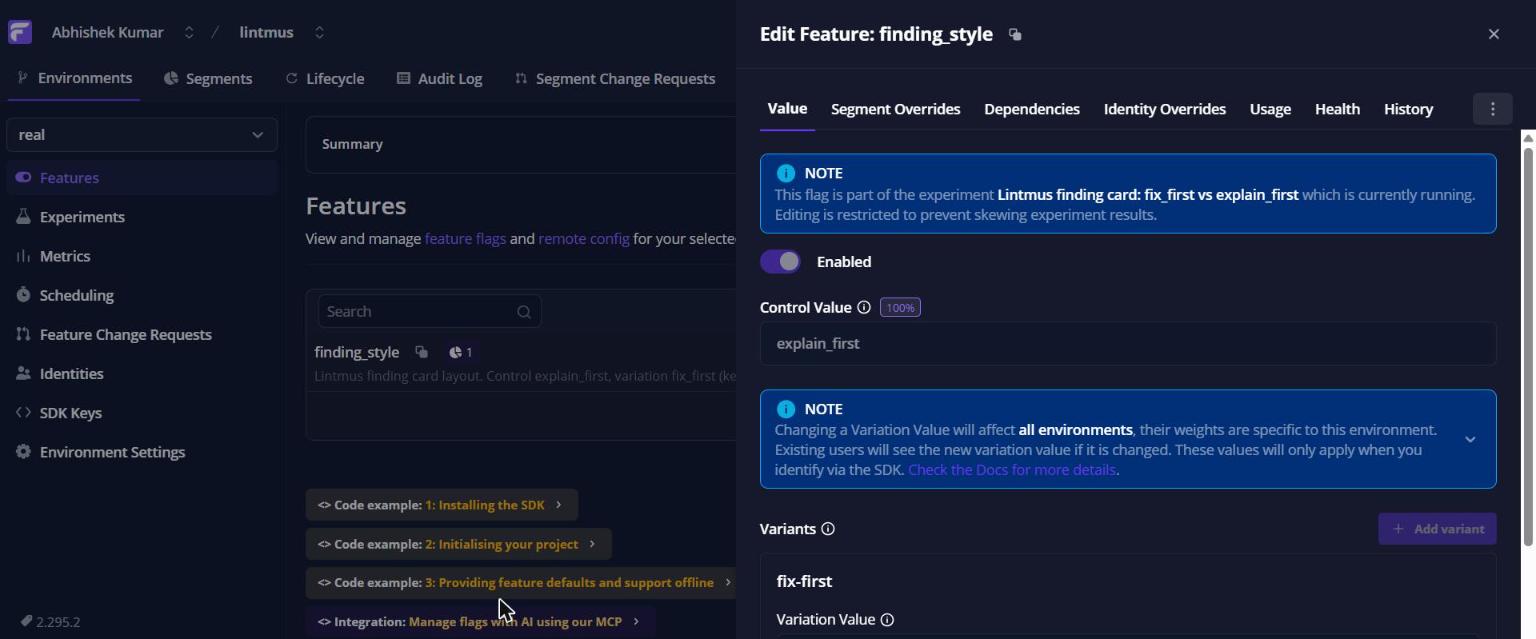 Abhishek Kumar / lintmus
Environments Segments Lifecycle Audit Log Segment Change Requests
real
Features
Experiments
Metrics
Scheduling
Feature Change Requests
Identities
SDK Keys
Environment Settings
2.295.2
Summary
Features
View and manage feature flags and remote config for your selecte
Search
finding_style 1
Lintmus finding card layout. Control explain_first, variation fix_first (ke
<> Code example: 1: Installing the SDK >
<> Code example: 2: Initialising your project >
<> Code example: 3: Providing feature defaults and support offline >
<> Integration: Manage flags with AI using our MCP >
Edit Feature: finding_style
Value Segment Overrides Dependencies Identity Overrides Usage Health History
NOTE
This flag is part of the experiment Lintmus finding card: fix_first vs explain_first which is currently running.
Editing is restricted to prevent skewing experiment results.
Enabled
Control Value 100%
explain_first
NOTE
Changing a Variation Value will affect all environments, their weights are specific to this environment.
Existing users will see the new variation value if it is changed. These values will only apply when you
identify via the SDK. Check the Docs for more details.
Variants
+ Add variant
fix-first
Variation Value